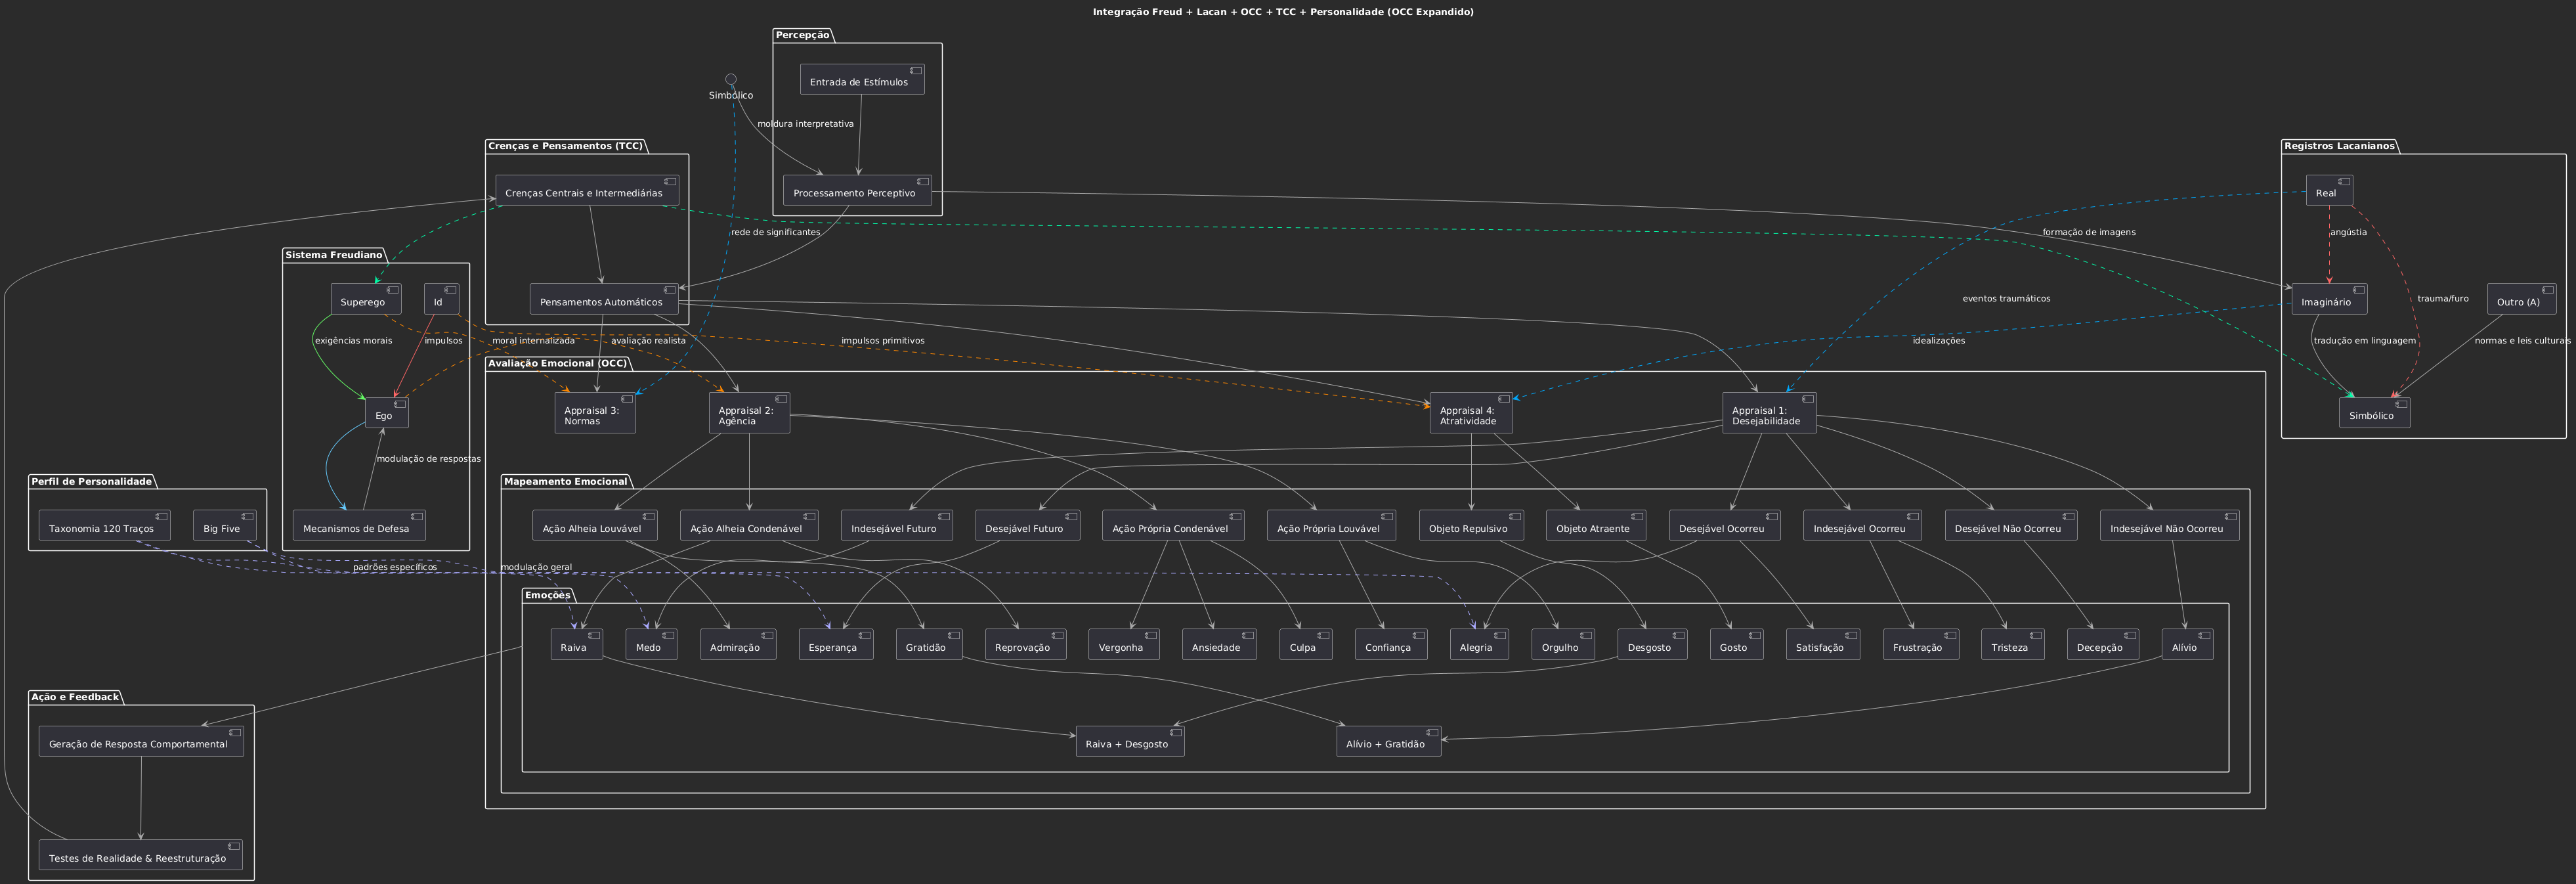 Integração Freud + Lacan + OCC + TCC + Personalidade (OCC Expandido)
Percepção
Entrada de Estímulos
Simbólico
moldura interpretativa
Processamento Perceptivo
Crenças e Pensamentos (TCC)
Crenças Centrais e Intermediárias
rede de significantes
Pensamentos Automáticos
Registros Lacanianos
Real
formação de imagens
angústia
eventos traumáticos
Imaginário
trauma/furo
Outro (A)
idealizações
tradução em linguagem
normas e leis culturais
Simbólico
Sistema Freudiano
Superego
Id
exigências morais
impulsos
moral internalizada
avaliação realista
impulsos primitivos
Ego
modulação de respostas
Mecanismos de Defesa
Avaliação Emocional (OCC)
Appraisal 3:
Normas
Appraisal 2:
Agência
Appraisal 4:
Atratividade
Appraisal 1:
Desejabilidade
Perfil de Personalidade
Taxonomia 120 Traços
Big Five
padrões específicos
modulação geral
Mapeamento Emocional
Ação Alheia Louvável
Ação Alheia Condenável
Indesejável Futuro
Desejável Futuro
Ação Própria Condenável
Ação Própria Louvável
Objeto Repulsivo
Objeto Atraente
Desejável Ocorreu
Indesejável Ocorreu
Desejável Não Ocorreu
Indesejável Não Ocorreu
Emoções
Raiva
Medo
Admiração
Esperança
Gratidão
Reprovação
Vergonha
Ansiedade
Culpa
Confiança
Alegria
Orgulho
Desgosto
Gosto
Satisfação
Frustração
Tristeza
Decepção
Alívio
Raiva + Desgosto
Alívio + Gratidão
Ação e Feedback
Geração de Resposta Comportamental
Testes de Realidade & Reestruturação